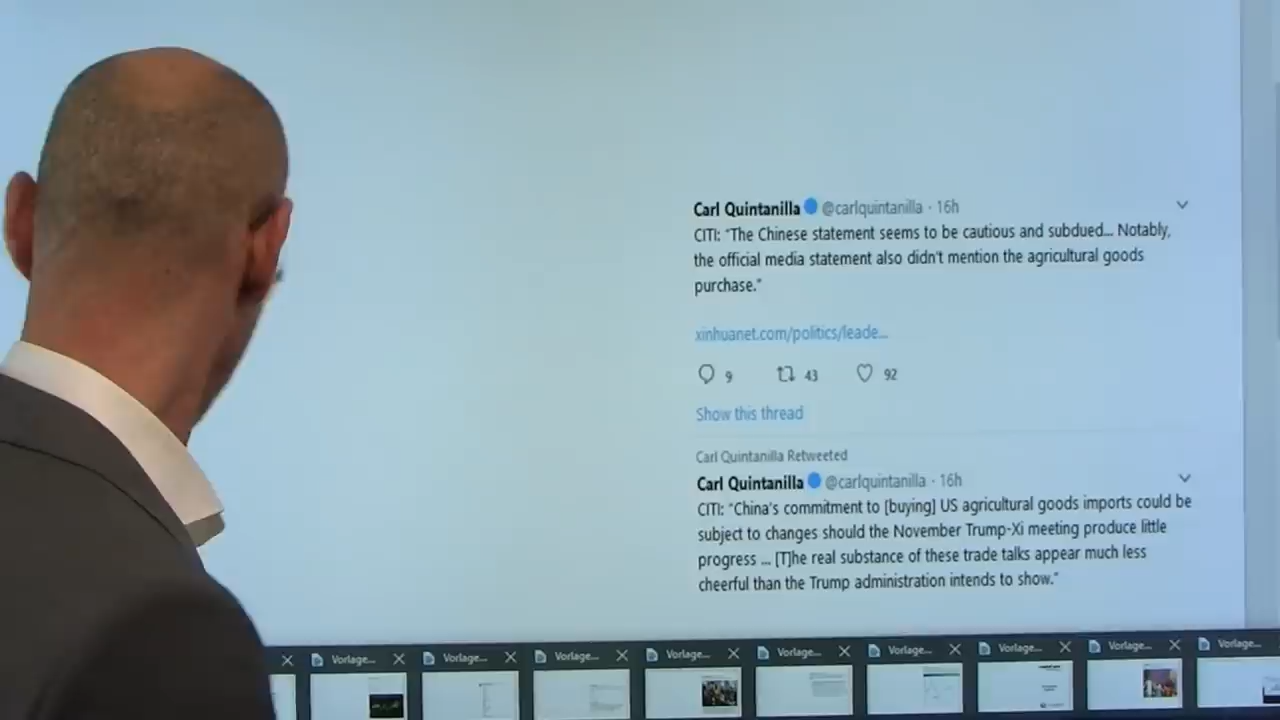 Carl Quintanilla @carlquintanilla · 16h
CITI: "The Chinese statement seems to be cautious and subdued... Notably,
the official media statement also didn't mention the agricultural goods
purchase."
xinhuanet.com/politics/leade...
9 43 92
Show this thread
Carl Quintanilla Retweeted
Carl Quintanilla @carlquintanilla · 16h
CITI: "China's commitment to [buying] US agricultural goods imports could be
subject to changes should the November Trump-Xi meeting produce little
progress ... [T]he real substance of these trade talks appear much less
cheerful than the Trump administration intends to show."
Vorlage... Vorlage... Vorlage... Vorlage... Vorlage... Vorlage... Vorlage... Vorlage... Vorlage...